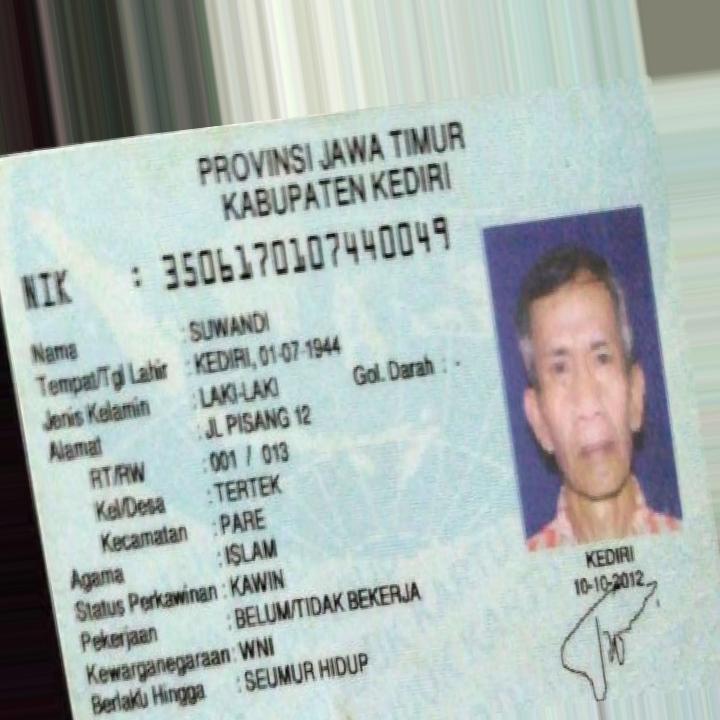 PROVINSI JAWA TIMUR
KABUPATEN KEDIRI
NIK : 3506170107440049
Nama : SUWANDI
Tempat/Tgl Lahir : KEDIRI, 01-07-1944
Jenis Kelamin : LAKI-LAKI Gol. Darah : -
Alamat : JL PISANG 12
RT/RW : 001 / 013
Kel/Desa : TERTEK
Kecamatan : PARE
Agama : ISLAM
Status Perkawinan : KAWIN
Pekerjaan : BELUM/TIDAK BEKERJA
Kewarganegaraan : WNI
Berlaku Hingga : SEUMUR HIDUP
KEDIRI
10-10-2012